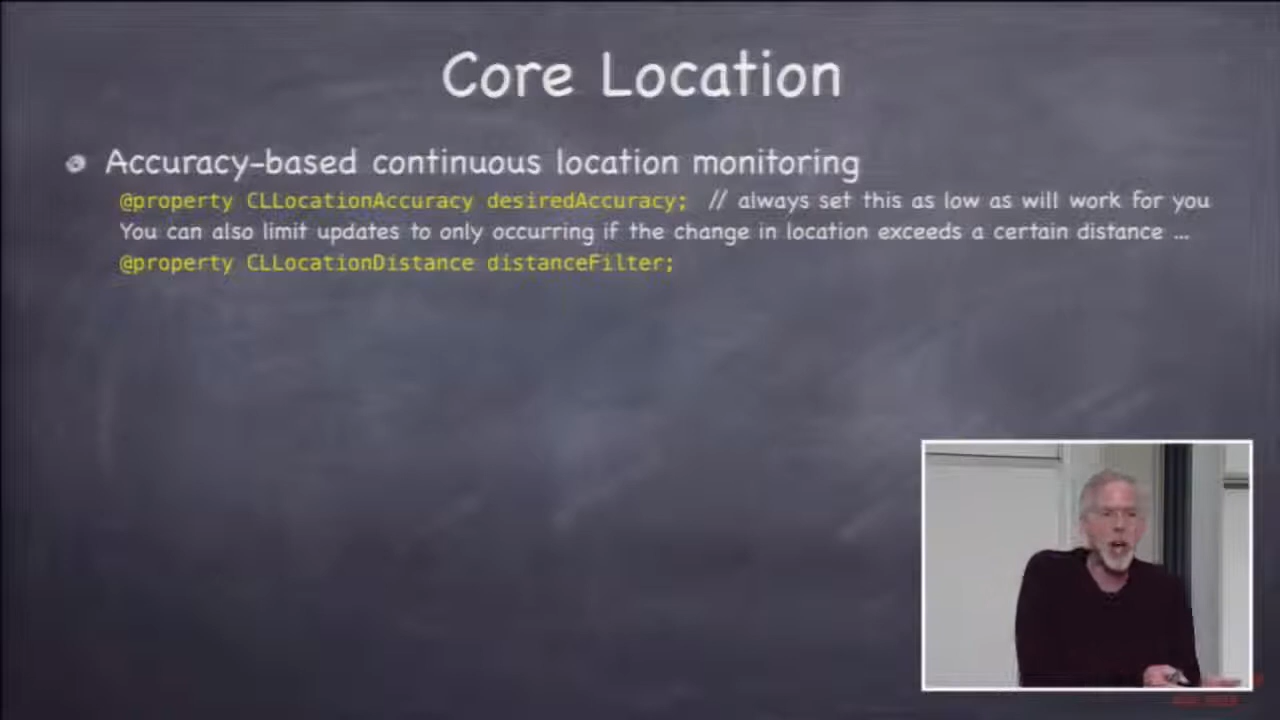 Core Location
Accuracy-based continuous location monitoring
@property CLLocationAccuracy desiredAccuracy; // always set this as low as will work for you
You can also limit updates to only occurring if the change in location exceeds a certain distance ...
@property CLLocationDistance distanceFilter;